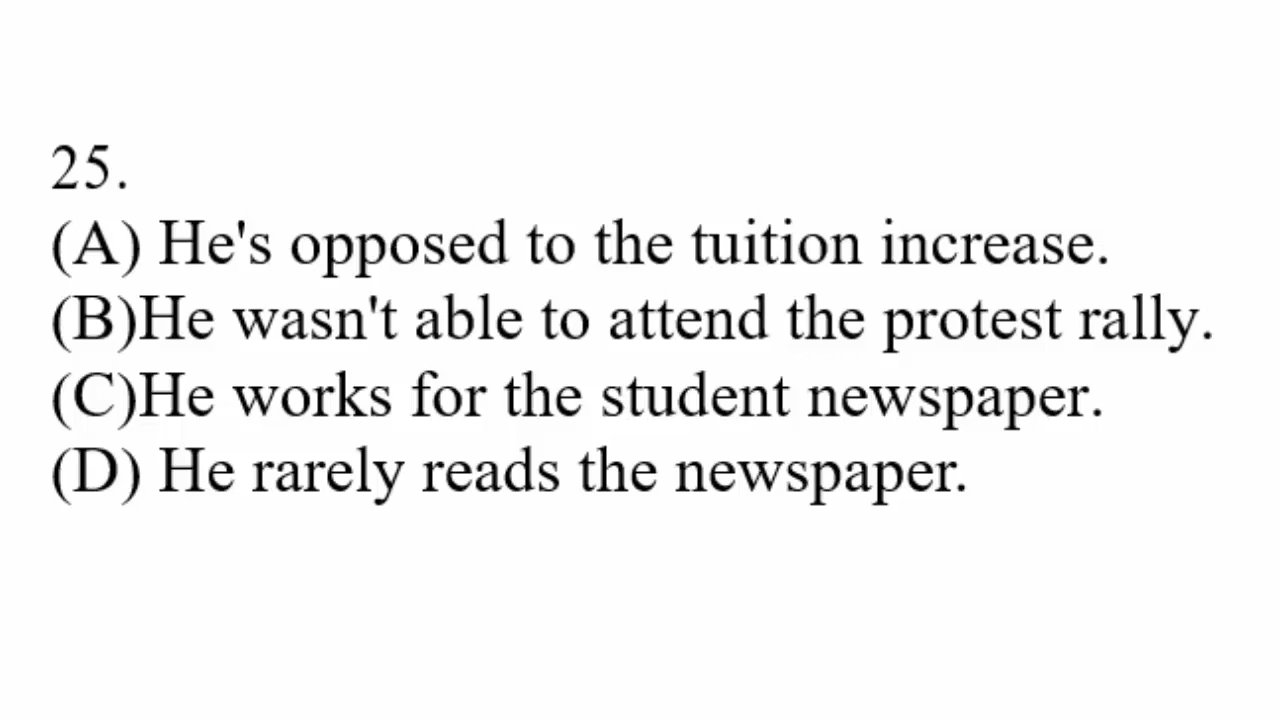 25.
(A) He's opposed to the tuition increase.
(B)He wasn't able to attend the protest rally.
(C)He works for the student newspaper.
(D) He rarely reads the newspaper.